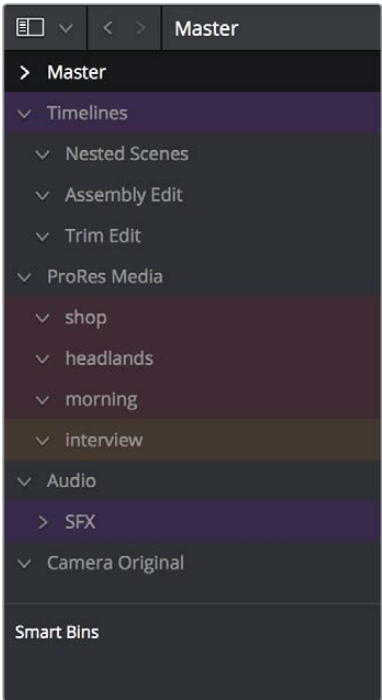 Master
Master
Timelines
Nested Scenes
Assembly Edit
Trim Edit
ProRes Media
shop
headlands
morning
interview
Audio
SFX
Camera Original
Smart Bins